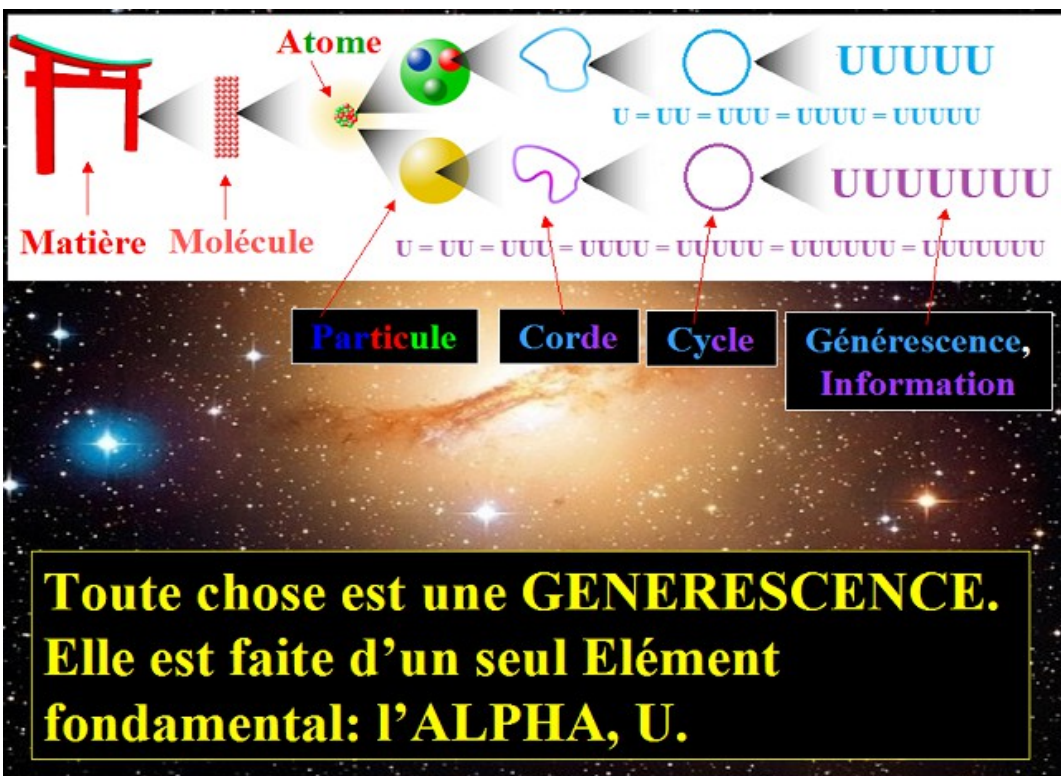 Atome
UUUUU
U = UU = UUU = UUUU = UUUUU
UUUUUUU
Matière
Molécule
U = UU = UUU = UUUU = UUUUU = UUUUUU = UUUUUUU
Particule
Corde
Cycle
Générescence,
Information
Toute chose est une GENERESCENCE.
Elle est faite d’un seul Elément
fondamental: l’ALPHA, U.